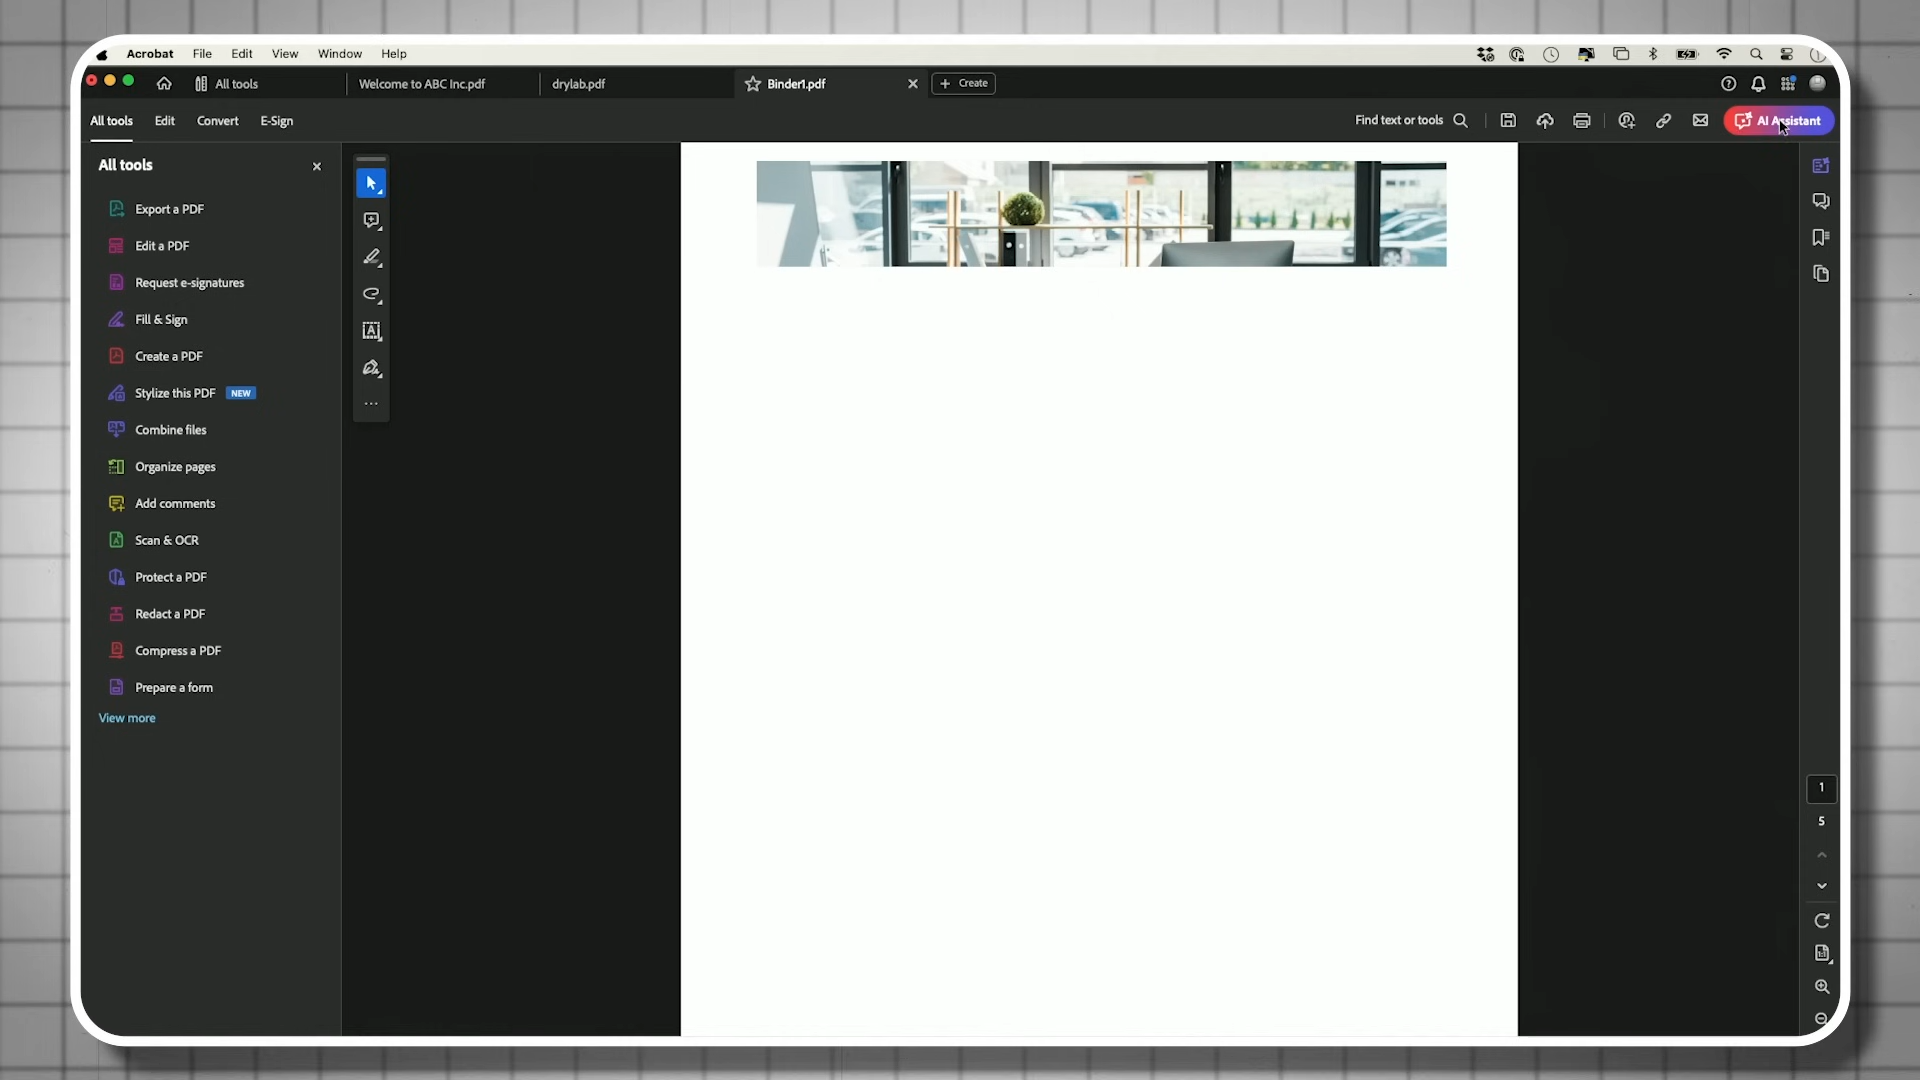 Acrobat File Edit View Window Help
All tools Welcome to ABC Inc.pdf drylab.pdf Binder1.pdf Create
All tools Edit Convert E-Sign Find text or tools AI Assistant
All tools
Export a PDF
Edit a PDF
Request e-signatures
Fill & Sign
Create a PDF
Stylize this PDF NEW
Combine files
Organize pages
Add comments
Scan & OCR
Protect a PDF
Redact a PDF
Compress a PDF
Prepare a form
View more
1
5